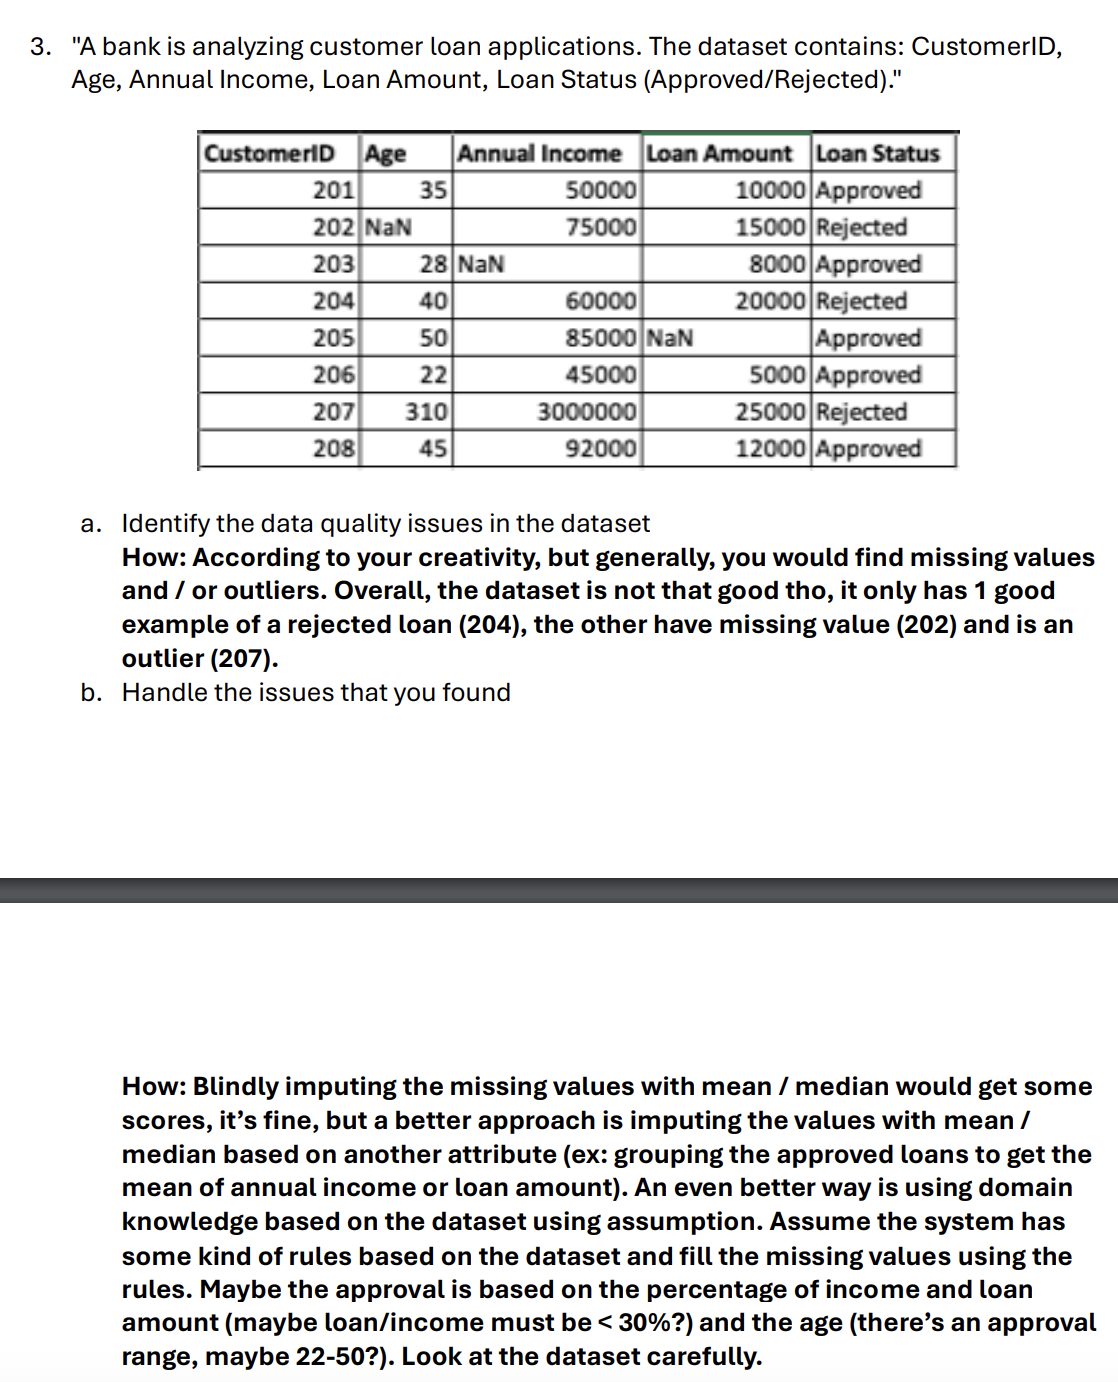 3. "A bank is analyzing customer loan applications. The dataset contains: CustomerID,
Age, Annual Income, Loan Amount, Loan Status (Approved/Rejected)."
CustomerID Age Annual Income Loan Amount Loan Status
201 35 50000 10000 Approved
202 NaN 75000 15000 Rejected
203 28 NaN 8000 Approved
204 40 60000 20000 Rejected
205 50 85000 NaN Approved
206 22 45000 5000 Approved
207 310 3000000 25000 Rejected
208 45 92000 12000 Approved
a. Identify the data quality issues in the dataset
How: According to your creativity, but generally, you would find missing values
and / or outliers. Overall, the dataset is not that good tho, it only has 1 good
example of a rejected loan (204), the other have missing value (202) and is an
outlier (207).
b. Handle the issues that you found
How: Blindly imputing the missing values with mean / median would get some
scores, it’s fine, but a better approach is imputing the values with mean /
median based on another attribute (ex: grouping the approved loans to get the
mean of annual income or loan amount). An even better way is using domain
knowledge based on the dataset using assumption. Assume the system has
some kind of rules based on the dataset and fill the missing values using the
rules. Maybe the approval is based on the percentage of income and loan
amount (maybe loan/income must be < 30%?) and the age (there’s an approval
range, maybe 22-50?). Look at the dataset carefully.